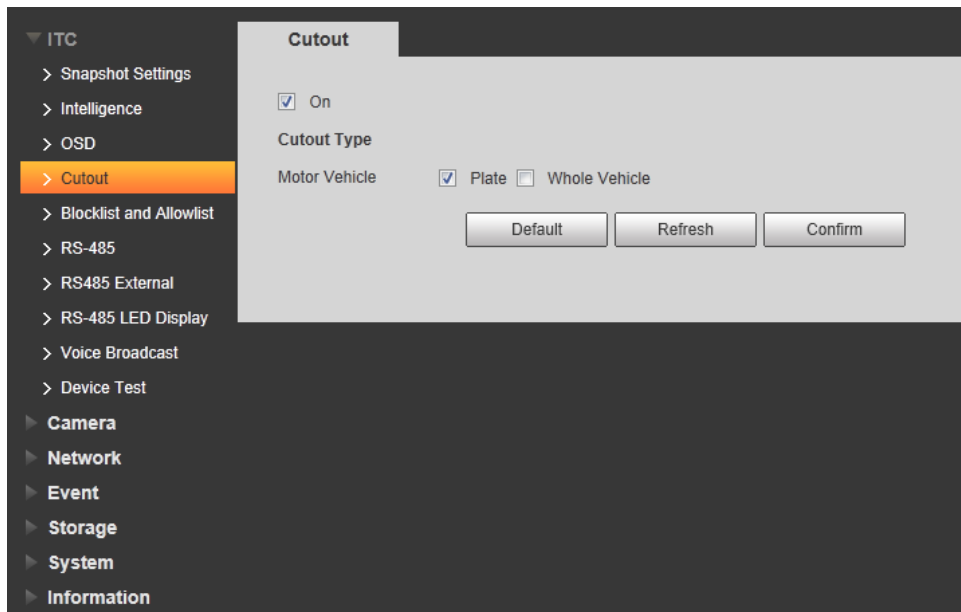 ITC
Snapshot Settings
Intelligence
OSD
Cutout
Blocklist and Allowlist
RS-485
RS485 External
RS-485 LED Display
Voice Broadcast
Device Test
Camera
Network
Event
Storage
System
Information
Cutout
On
Cutout Type
Motor Vehicle Plate Whole Vehicle
Default Refresh Confirm